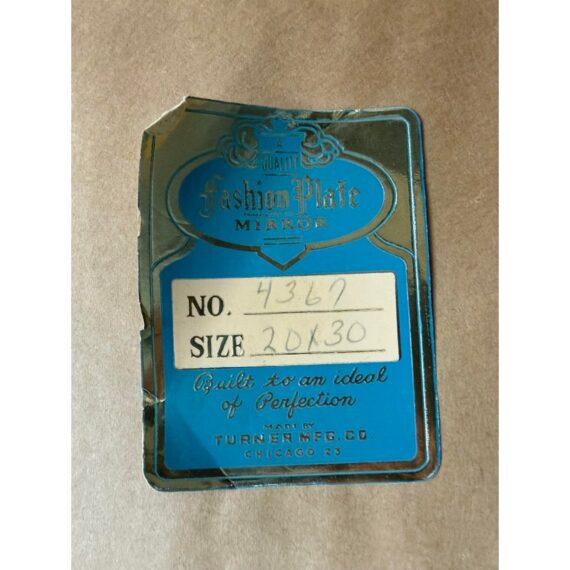 A
QUALITY
Fashion Plate
MIRROR
NO. 4367
SIZE 20X30
Built to an ideal
of Perfection
MADE BY
TURNER MFG. CO.
CHICAGO 23